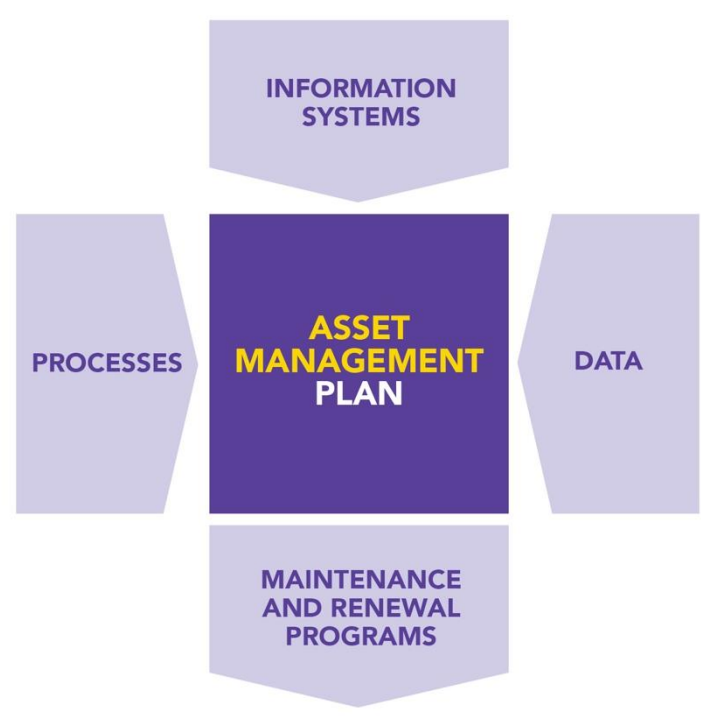 INFORMATION
SYSTEMS
PROCESSES
ASSET
MANAGEMENT
PLAN
DATA
MAINTENANCE
AND RENEWAL
PROGRAMS